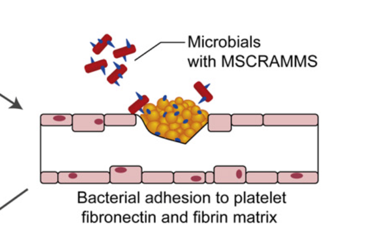 Microbials
with MSCRAMMS
Bacterial adhesion to platelet
fibronectin and fibrin matrix